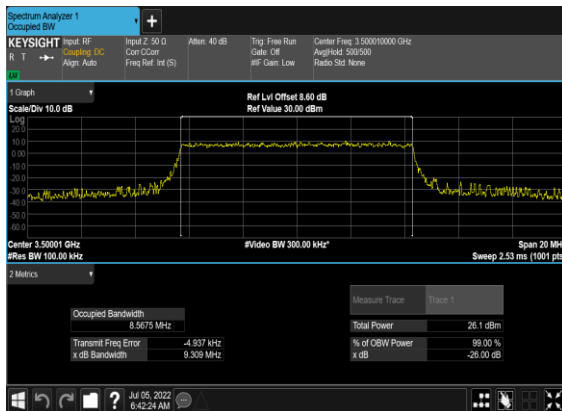 Spectrum Analyzer 1
Occupied BW
KEYSIGHT Input: RF Input Z: 50 Ω Atten: 40 dB Trig: Free Run Center Freq: 3.500010000 GHz
R T Coupling: DC Corr CCorr Gate: Off Avg|Hold: 500/500
Align: Auto Freq Ref: Int (S) #IF Gain: Low Radio Std: None
1 Graph
Ref Lvl Offset 8.60 dB
Scale/Div 10.0 dB Ref Value 30.00 dBm
Log
20.0
10.0
0.00
-10.0
-20.0
-30.0
-40.0
-50.0
-60.0
Center 3.50001 GHz #Video BW 300.00 kHz* Span 20 MH
#Res BW 100.00 kHz Sweep 2.53 ms (1001 pts
2 Metrics
Measure Trace Trace 1
Occupied Bandwidth
8.5675 MHz Total Power 26.1 dBm
Transmit Freq Error -4.937 kHz % of OBW Power 99.00 %
x dB Bandwidth 9.309 MHz x dB -26.00 dB
?
Jul 05, 2022
6:42:24 AM